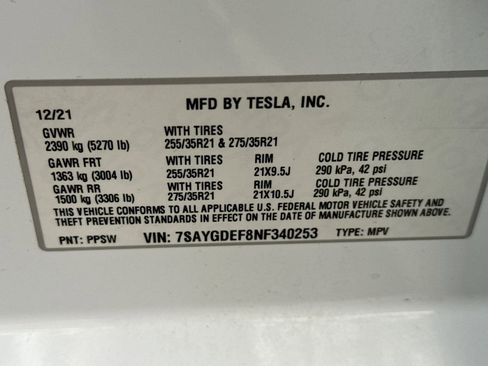 12/21 MFD BY TESLA, INC.
GVWR WITH TIRES
2390 kg (5270 lb) 255/35R21 & 275/35R21
GAWR FRT WITH TIRES RIM COLD TIRE PRESSURE
1363 kg (3004 lb) 255/35R21 21X9.5J 290 kPa, 42 psi
GAWR RR WITH TIRES RIM COLD TIRE PRESSURE
1500 kg (3306 lb) 275/35R21 21X10.5J 290 kPa, 42 psi
THIS VEHICLE CONFORMS TO ALL APPLICABLE U.S. FEDERAL MOTOR VEHICLE SAFETY AND
THEFT PREVENTION STANDARDS IN EFFECT ON THE DATE OF MANUFACTURE SHOWN ABOVE.
PNT: PPSW VIN: 7SAYGDEF8NF340253 TYPE: MPV